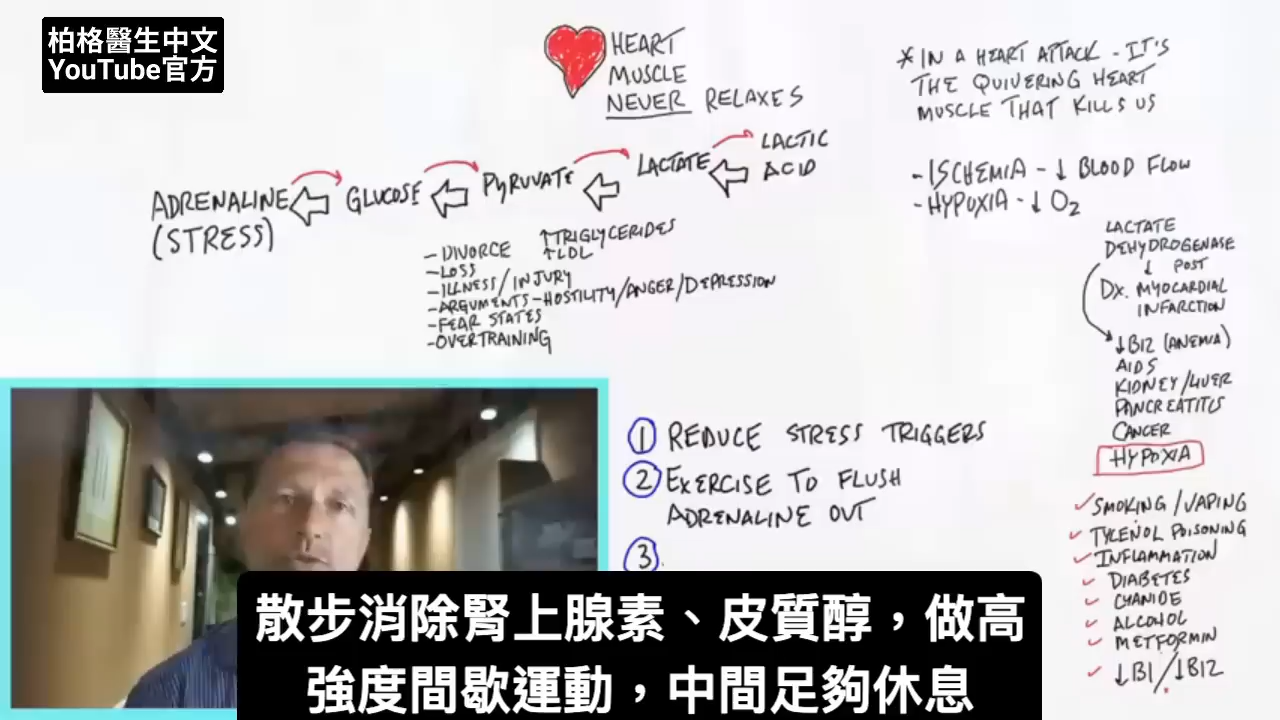 柏格醫生中文
YouTube官方
HEART
MUSCLE
NEVER RELAXES
* IN A HEART ATTACK - IT'S
THE QUIVERING HEART
MUSCLE THAT KILLS US
ADRENALINE GLUCOSE PYRUVATE LACTATE LACTIC
ACID
(STRESS)
- ISCHEMIA - ↓ BLOOD FLOW
- HYPOXIA - ↓ O2
- DIVORCE ↑TRIGLYCERIDES
- LOSS ↑LDL
- ILLNESS/INJURY
- ARGUMENTS - HOSTILITY/ANGER/DEPRESSION
- FEAR STATES
- OVERTRAINING
LACTATE
DEHYDROGENASE
↓ POST
DX. MYOCARDIAL
INFARCTION
↓B12 (ANEMIA)
AIDS
KIDNEY/LIVER
PANCREATITIS
CANCER
HYPOXIA
✓ SMOKING/VAPING
✓ TYLENOL POISONING
✓ INFLAMMATION
✓ DIABETES
✓ CYANIDE
✓ ALCOHOL
✓ METFORMIN
✓ ↓B1/↓B12
1 REDUCE STRESS TRIGGERS
2 EXERCISE TO FLUSH
ADRENALINE OUT
3.
散步消除腎上腺素、皮質醇，做高
強度間歇運動，中間足夠休息